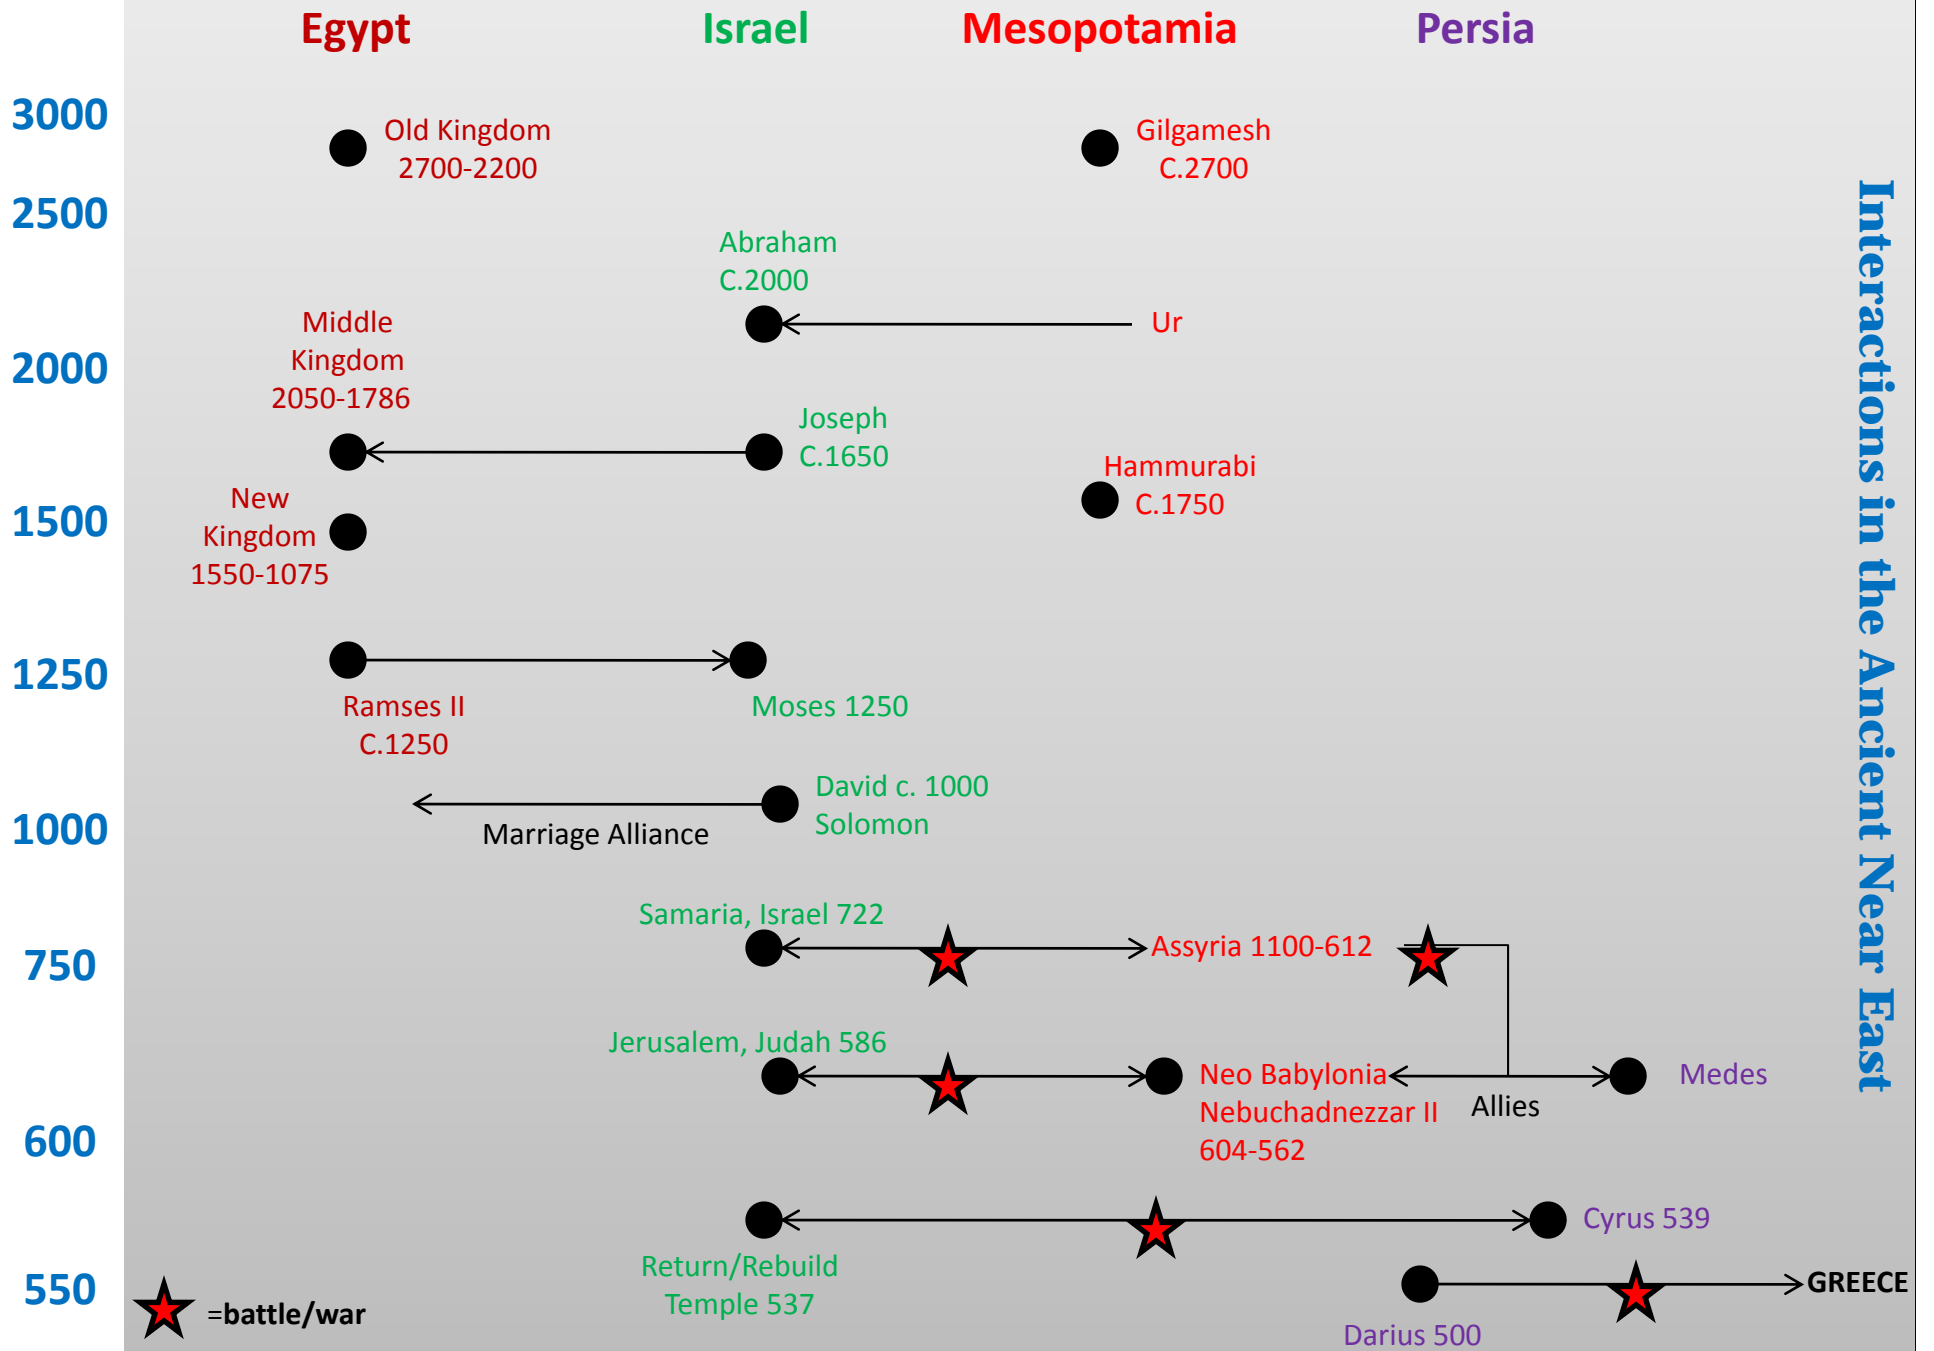 Egypt
Israel
Mesopotamia
Persia
3000
Old Kingdom
2700-2200
Gilgamesh
C.2700
2500
Abraham
C.2000
Middle
Kingdom
2050-1786
Ur
2000
Joseph
C.1650
Hammurabi
C.1750
New
Kingdom
1550-1075
1500
1250
Ramses II
C.1250
Moses 1250
David c. 1000
Solomon
Marriage Alliance
1000
Samaria, Israel 722
Assyria 1100-612
750
Jerusalem, Judah 586
Neo Babylonia
Nebuchadnezzar II
604-562
Allies
Medes
600
Cyrus 539
Return/Rebuild
Temple 537
550
GREECE
Darius 500
=battle/war
Interactions in the Ancient Near East